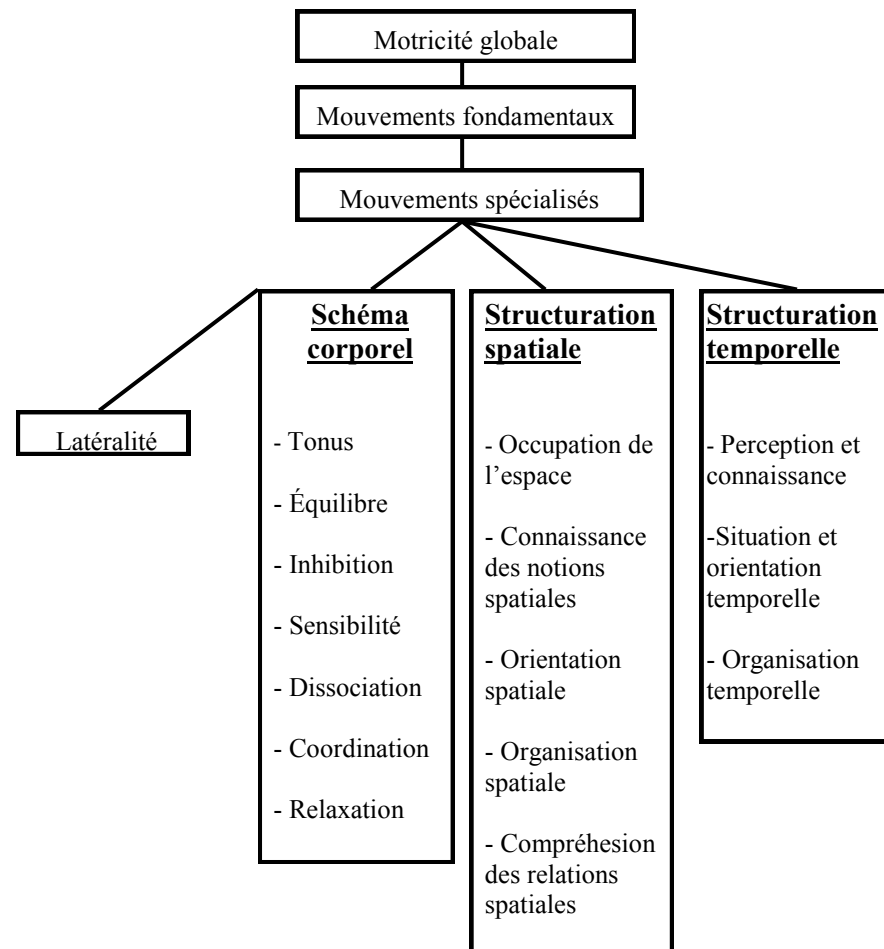 Motricité globale
Mouvements fondamentaux
Mouvements spécialisés
Latéralité
Schéma
corporel
- Tonus
- Équilibre
- Inhibition
- Sensibilité
- Dissociation
- Coordination
- Relaxation
Structuration
spatiale
- Occupation de
l’espace
- Connaissance
des notions
spatiales
- Orientation
spatiale
- Organisation
spatiale
- Compréhesion
des relations
spatiales
Structuration
temporelle
- Perception et
connaissance
-Situation et
orientation
temporelle
- Organisation
temporelle